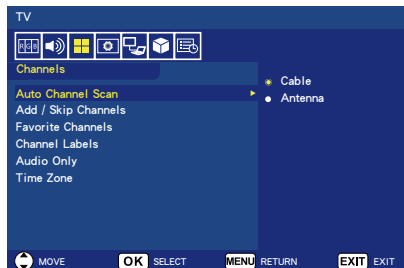 TV
RGB
Channels
Auto Channel Scan
Add / Skip Channels
Favorite Channels
Channel Labels
Audio Only
Time Zone
Cable
Antenna
MOVE OK SELECT MENU RETURN EXIT EXIT